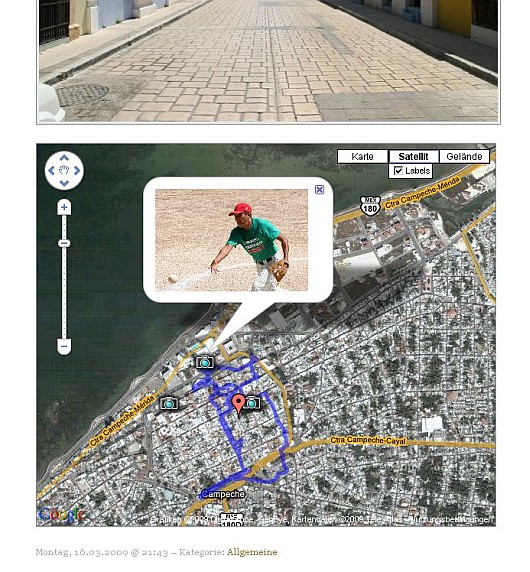 Karte Satellit Gelände
Labels
MEX
180
Ctra Campeche-Mérida
Ctra Campeche-Mérida
Ctra Campeche-Cayal
Campeche
Google
180D
Montag, 16.03.2009 @ 21:43 – Kategorie: Allgemeine